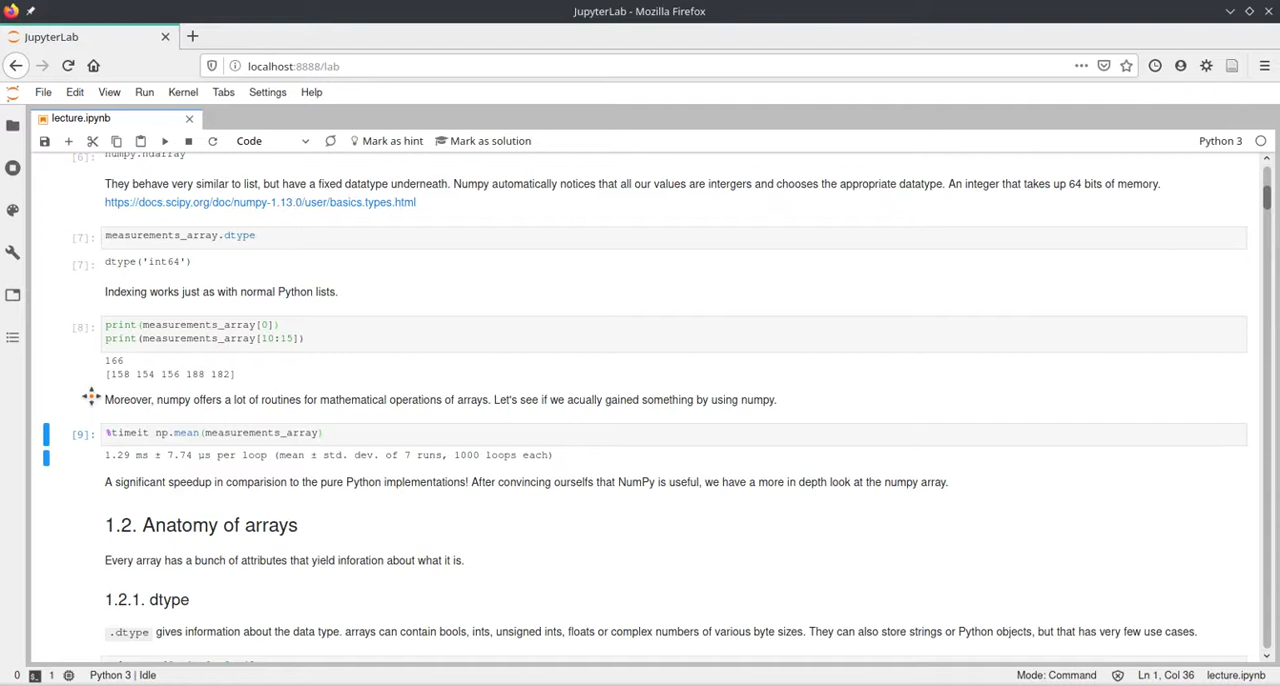 JupyterLab - Mozilla Firefox
JupyterLab
localhost:8888/lab
File Edit View Run Kernel Tabs Settings Help
lecture.ipynb
Code Mark as hint Mark as solution Python 3
[6]: numpy.ndarray
They behave very similar to list, but have a fixed datatype underneath. Numpy automatically notices that all our values are intergers and chooses the appropriate datatype. An integer that takes up 64 bits of memory.
https://docs.scipy.org/doc/numpy-1.13.0/user/basics.types.html
[7]: measurements_array.dtype
[7]: dtype('int64')
Indexing works just as with normal Python lists.
[8]: print(measurements_array[0])
print(measurements_array[10:15])
166
[158 154 156 188 182]
Moreover, numpy offers a lot of routines for mathematical operations of arrays. Let's see if we acually gained something by using numpy.
[9]: %timeit np.mean(measurements_array)
1.29 ms ± 7.74 µs per loop (mean ± std. dev. of 7 runs, 1000 loops each)
A significant speedup in comparision to the pure Python implementations! After convincing ourselfs that NumPy is useful, we have a more in depth look at the numpy array.
1.2. Anatomy of arrays
Every array has a bunch of attributes that yield inforation about what it is.
1.2.1. dtype
.dtype gives information about the data type. arrays can contain bools, ints, unsigned ints, floats or complex numbers of various byte sizes. They can also store strings or Python objects, but that has very few use cases.
0 1 Python 3 | Idle Mode: Command Ln 1, Col 36 lecture.ipynb